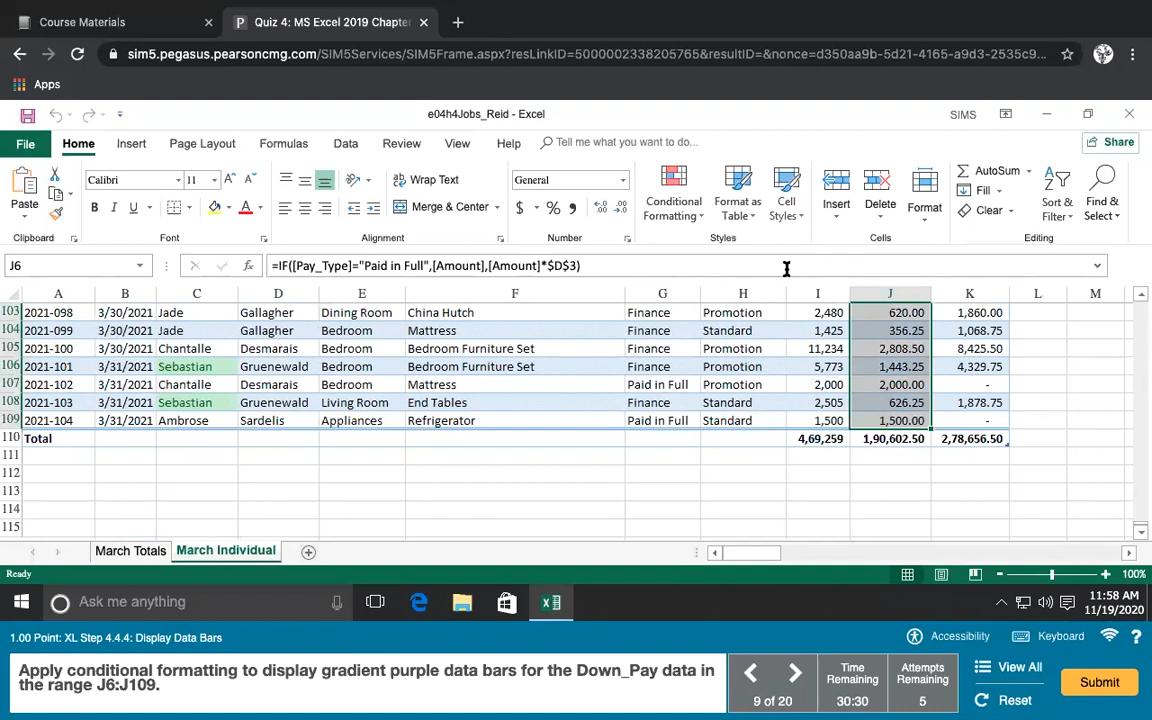 Course Materials × P Quiz 4: MS Excel 2019 Chapte × +
sim5.pegasus.pearsoncmg.com/SIM5Services/SIM5Frame.aspx?resLinkID=5000002338205765&resultID=&nonce=d350aa9b-5d21-4165-a9d3-2535c9...
Apps
e04h4Jobs_Reid - Excel SIMS
File Home Insert Page Layout Formulas Data Review View Help Tell me what you want to do... Share
Calibri 11 A A Wrap Text General AutoSum
Paste B I U A Merge & Center $ % , Conditional Formatting Format as Table Cell Styles Insert Delete Format Fill Clear Sort & Filter Find & Select
Clipboard Font Alignment Number Styles Cells Editing
J6 fx =IF([Pay_Type]="Paid in Full",[Amount],[Amount]*$D$3)
A B C D E F G H I J K L M
103 2021-098 3/30/2021 Jade Gallagher Dining Room China Hutch Finance Promotion 2,480 620.00 1,860.00
104 2021-099 3/30/2021 Jade Gallagher Bedroom Mattress Finance Standard 1,425 356.25 1,068.75
105 2021-100 3/30/2021 Chantalle Desmarais Bedroom Bedroom Furniture Set Finance Promotion 11,234 2,808.50 8,425.50
106 2021-101 3/31/2021 Sebastian Gruenewald Bedroom Bedroom Furniture Set Finance Promotion 5,773 1,443.25 4,329.75
107 2021-102 3/31/2021 Chantalle Desmarais Bedroom Mattress Paid in Full Promotion 2,000 2,000.00 -
108 2021-103 3/31/2021 Sebastian Gruenewald Living Room End Tables Finance Standard 2,505 626.25 1,878.75
109 2021-104 3/31/2021 Ambrose Sardelis Appliances Refrigerator Paid in Full Standard 1,500 1,500.00 -
110 Total 4,69,259 1,90,602.50 2,78,656.50
111
112
113
114
115
March Totals March Individual
Ready 100%
Ask me anything 11:58 AM
11/19/2020
1.00 Point: XL Step 4.4.4: Display Data Bars Accessibility Keyboard ?
Apply conditional formatting to display gradient purple data bars for the Down_Pay data in
the range J6:J109.
9 of 20
Time Remaining
30:30
Attempts Remaining
5
View All
Reset
Submit